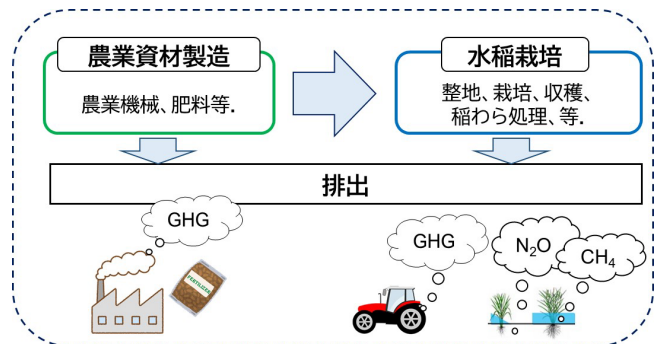 農業資材製造
農業機械、肥料等.
水稲栽培
整地、栽培、収穫、
稲わら処理、等.
排出
GHG
FERTILIZER
GHG
N₂O
CH₄